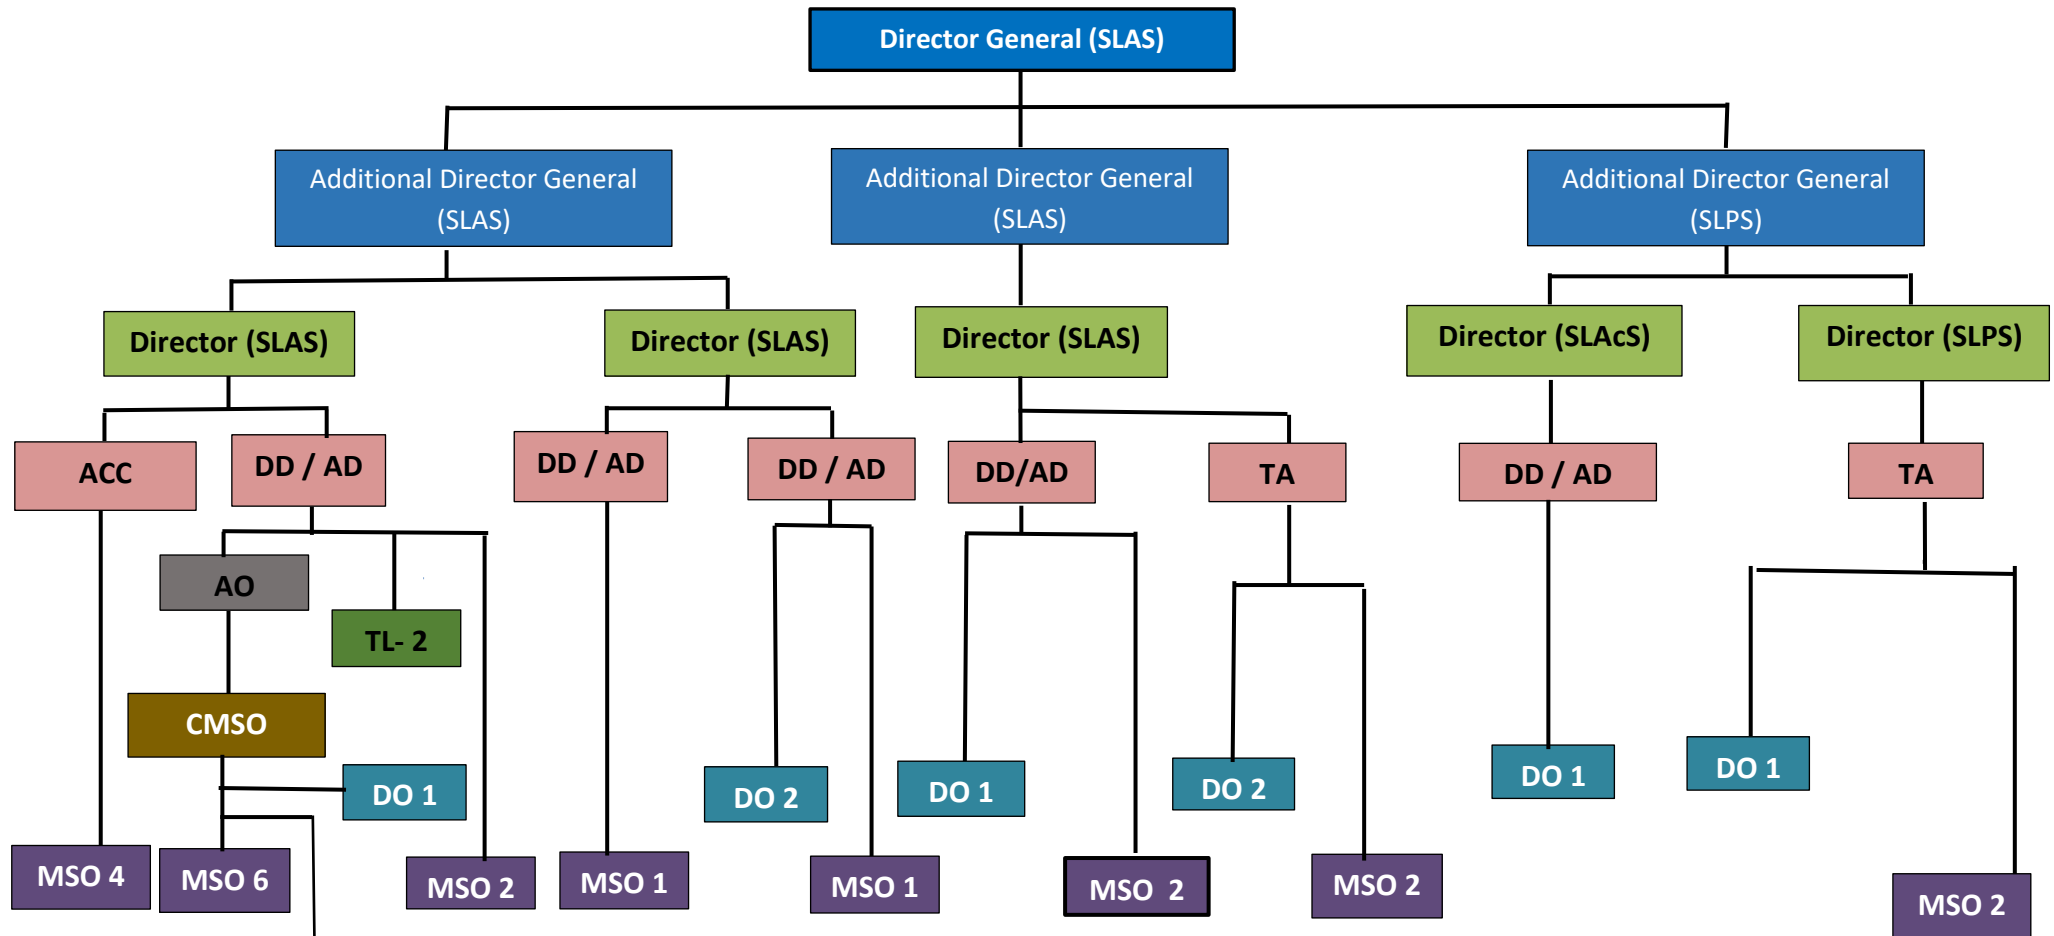 Director General (SLAS)
Additional Director General
(SLAS)
Additional Director General
(SLAS)
Additional Director General
(SLPS)
Director (SLAS)
Director (SLAS)
Director (SLAS)
Director (SLAcS)
Director (SLPS)
ACC
DD / AD
DD / AD
DD / AD
DD/AD
TA
DD / AD
TA
AO
TL- 2
CMSO
DO 1
DO 2
DO 1
DO 2
DO 1
DO 1
MSO 4
MSO 6
MSO 2
MSO 1
MSO 1
MSO 2
MSO 2
MSO 2